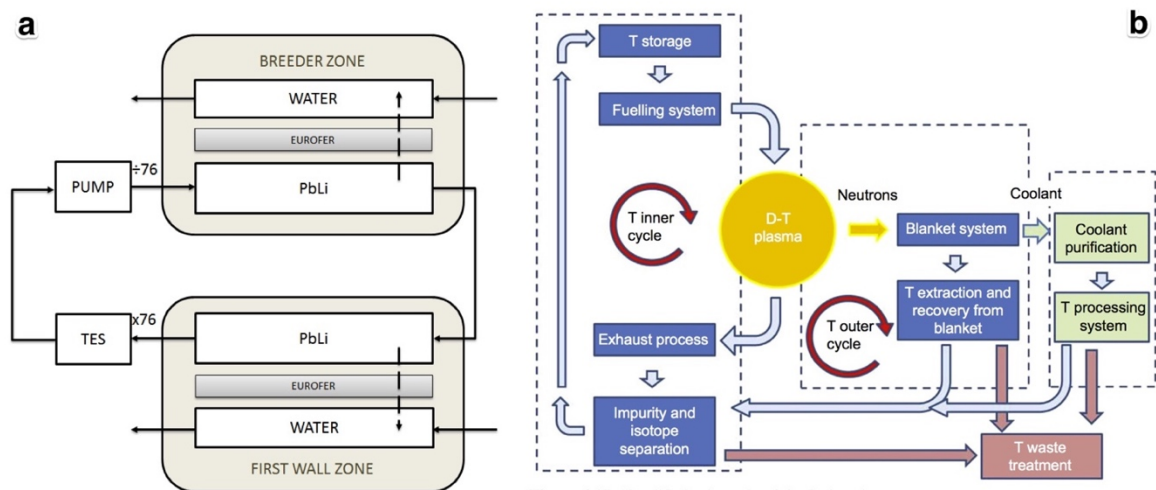 a
BREEDER ZONE
WATER
EUROFER
PbLi
PUMP
÷76
TES
x76
PbLi
EUROFER
WATER
FIRST WALL ZONE
b
T storage
Fuelling system
T inner
cycle
D-T
plasma
Neutrons
Blanket system
Coolant
Coolant
purification
T extraction and
recovery from
blanket
T processing
system
T outer
cycle
Exhaust process
Impurity and
isotope
separation
T waste
treatment